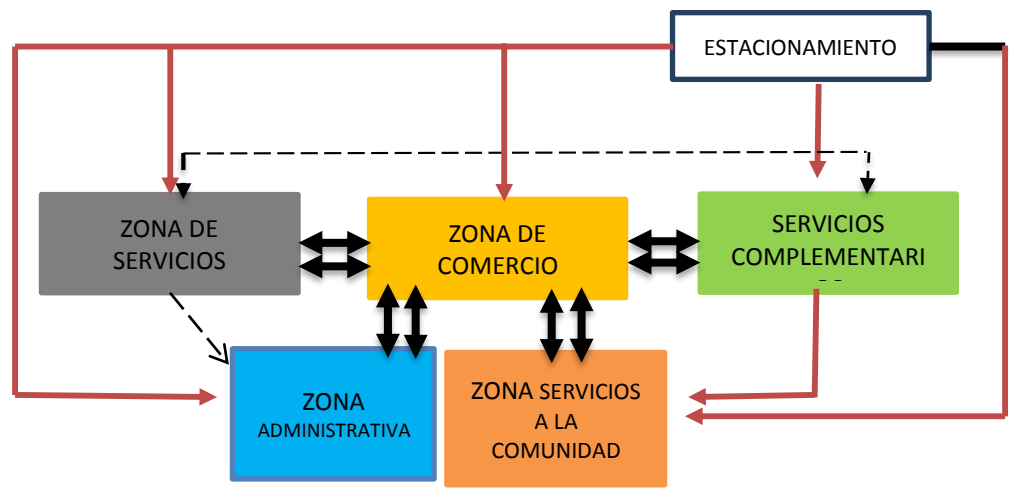 ESTACIONAMIENTO
ZONA DE
SERVICIOS
ZONA DE
COMERCIO
SERVICIOS
COMPLEMENTARI
ZONA
ADMINISTRATIVA
ZONA SERVICIOS
A LA
COMUNIDAD